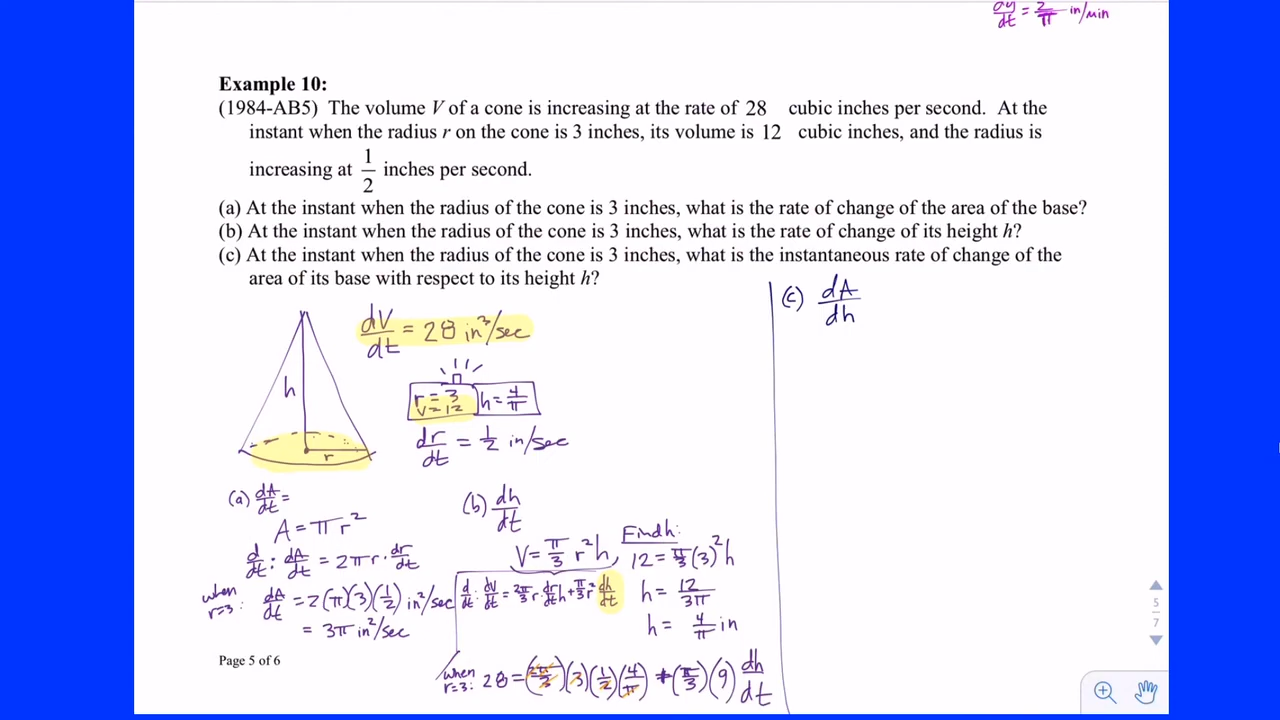 dy/dt = 2/π in/min
Example 10:
(1984-AB5) The volume V of a cone is increasing at the rate of 28 cubic inches per second. At the
instant when the radius r on the cone is 3 inches, its volume is 12 cubic inches, and the radius is
increasing at 1/2 inches per second.
(a) At the instant when the radius of the cone is 3 inches, what is the rate of change of the area of the base?
(b) At the instant when the radius of the cone is 3 inches, what is the rate of change of its height h?
(c) At the instant when the radius of the cone is 3 inches, what is the instantaneous rate of change of the
area of its base with respect to its height h?
h
r
dV/dt = 28 in³/sec
r = 3
V = 12
h = 4/π
dr/dt = 1/2 in/sec
(a) dA/dt =
A = πr²
d/dt: dA/dt = 2πr · dr/dt
when r=3: dA/dt = 2(π)(3)(1/2) in²/sec
= 3π in²/sec
(b) dh/dt
V = π/3 r²h,
d/dt: dV/dt = 2π/3 r dr/dt h + π/3 r² dh/dt
Find h:
12 = π/3 (3)² h
h = 12/3π
h = 4/π in
when r=3: 28 = (2π/3)(3)(1/2)(4/π) + (π/3)(9) dh/dt
(c) dA/dh
Page 5 of 6
5
7